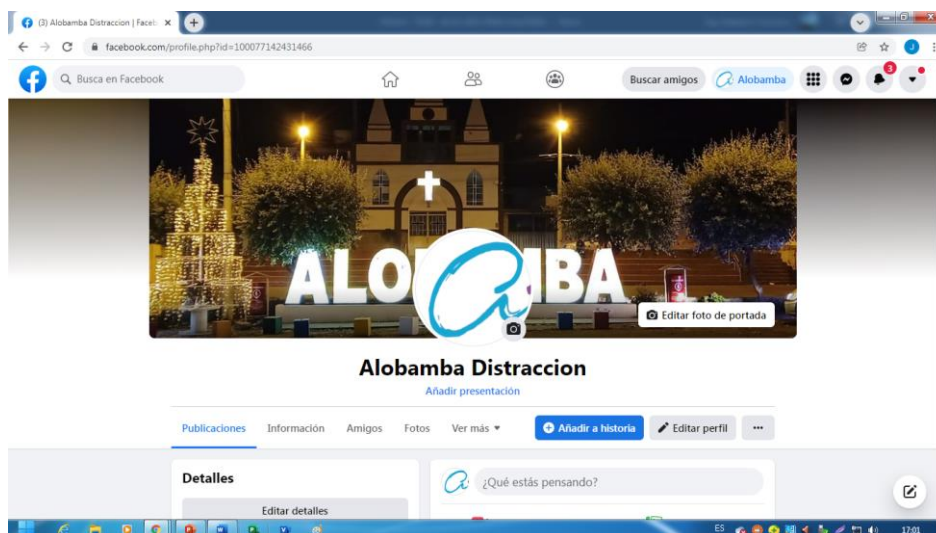 (3) Alobamba Distraccion | Faceb
facebook.com/profile.php?id=100077142431466
Busca en Facebook
Buscar amigos
Alobamba
3
ALOBAMBA
Editar foto de portada
Alobamba Distraccion
Añadir presentación
Publicaciones Información Amigos Fotos Ver más
Añadir a historia
Editar perfil
Detalles
¿Qué estás pensando?
Editar detalles
ES
17:01